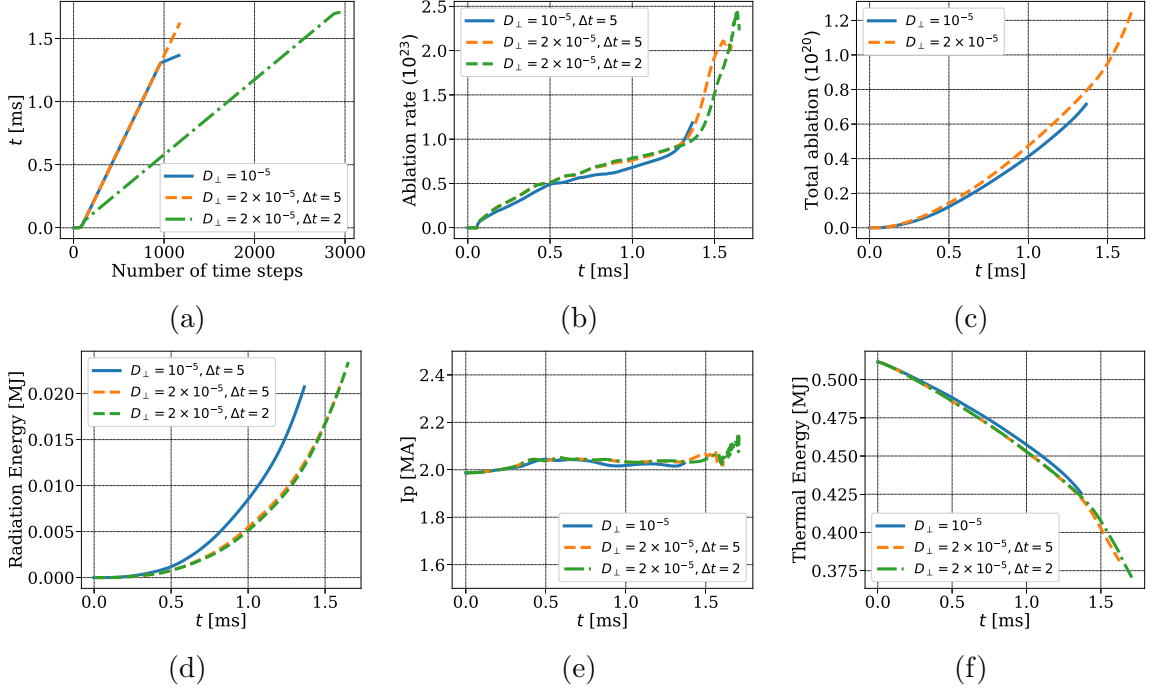 t [ms]
1.5
1.0
0.5
0.0
D⊥ = 10⁻⁵
D⊥ = 2 × 10⁻⁵, Δt = 5
D⊥ = 2 × 10⁻⁵, Δt = 2
0 1000 2000 3000
Number of time steps
(a)
Ablation rate (10²³)
2.5
2.0
1.5
1.0
0.5
0.0
D⊥ = 10⁻⁵, Δt = 5
D⊥ = 2 × 10⁻⁵, Δt = 5
D⊥ = 2 × 10⁻⁵, Δt = 2
0.0 0.5 1.0 1.5
t [ms]
(b)
Total ablation (10²⁰)
1.2
1.0
0.8
0.6
0.4
0.2
0.0
D⊥ = 10⁻⁵
D⊥ = 2 × 10⁻⁵
0.0 0.5 1.0 1.5
t [ms]
(c)
Radiation Energy [MJ]
0.020
0.015
0.010
0.005
0.000
D⊥ = 10⁻⁵, Δt = 5
D⊥ = 2 × 10⁻⁵, Δt = 5
D⊥ = 2 × 10⁻⁵, Δt = 2
0.0 0.5 1.0 1.5
t [ms]
(d)
Ip [MA]
2.4
2.2
2.0
1.8
1.6
D⊥ = 10⁻⁵
D⊥ = 2 × 10⁻⁵, Δt = 5
D⊥ = 2 × 10⁻⁵, Δt = 2
0.0 0.5 1.0 1.5
t [ms]
(e)
Thermal Energy [MJ]
0.500
0.475
0.450
0.425
0.400
0.375
D⊥ = 10⁻⁵
D⊥ = 2 × 10⁻⁵, Δt = 5
D⊥ = 2 × 10⁻⁵, Δt = 2
0.0 0.5 1.0 1.5
t [ms]
(f)